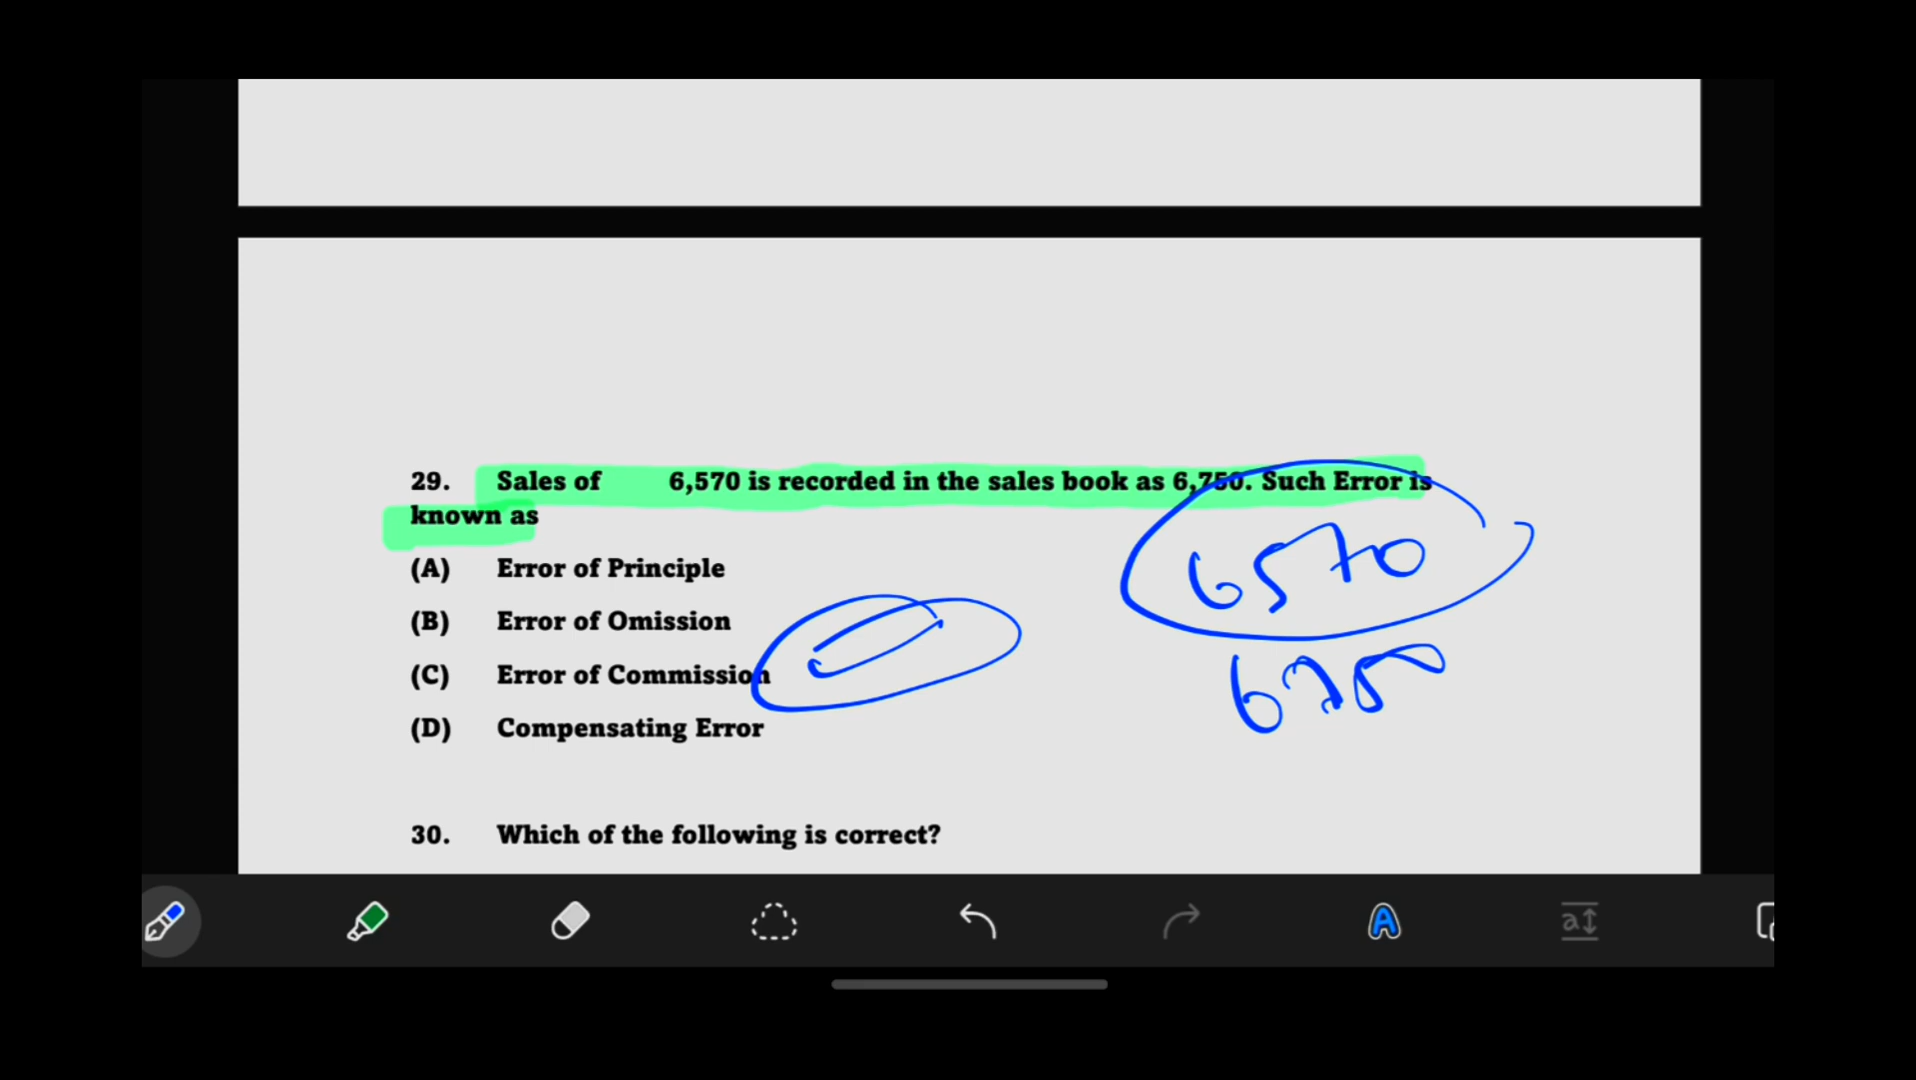 29. Sales of 6,570 is recorded in the sales book as 6,750. Such Error is
known as
6570
(A) Error of Principle
(B) Error of Omission
(C) Error of Commission
6750
(D) Compensating Error
30. Which of the following is correct?